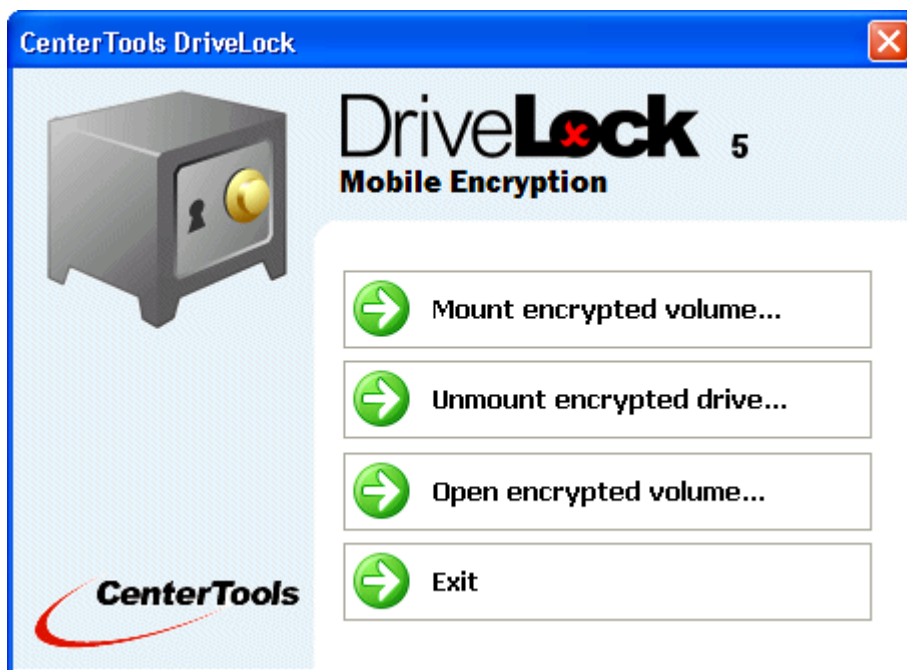 CenterTools DriveLock
DriveLock 5
Mobile Encryption
Mount encrypted volume...
Unmount encrypted drive...
Open encrypted volume...
Exit
CenterTools